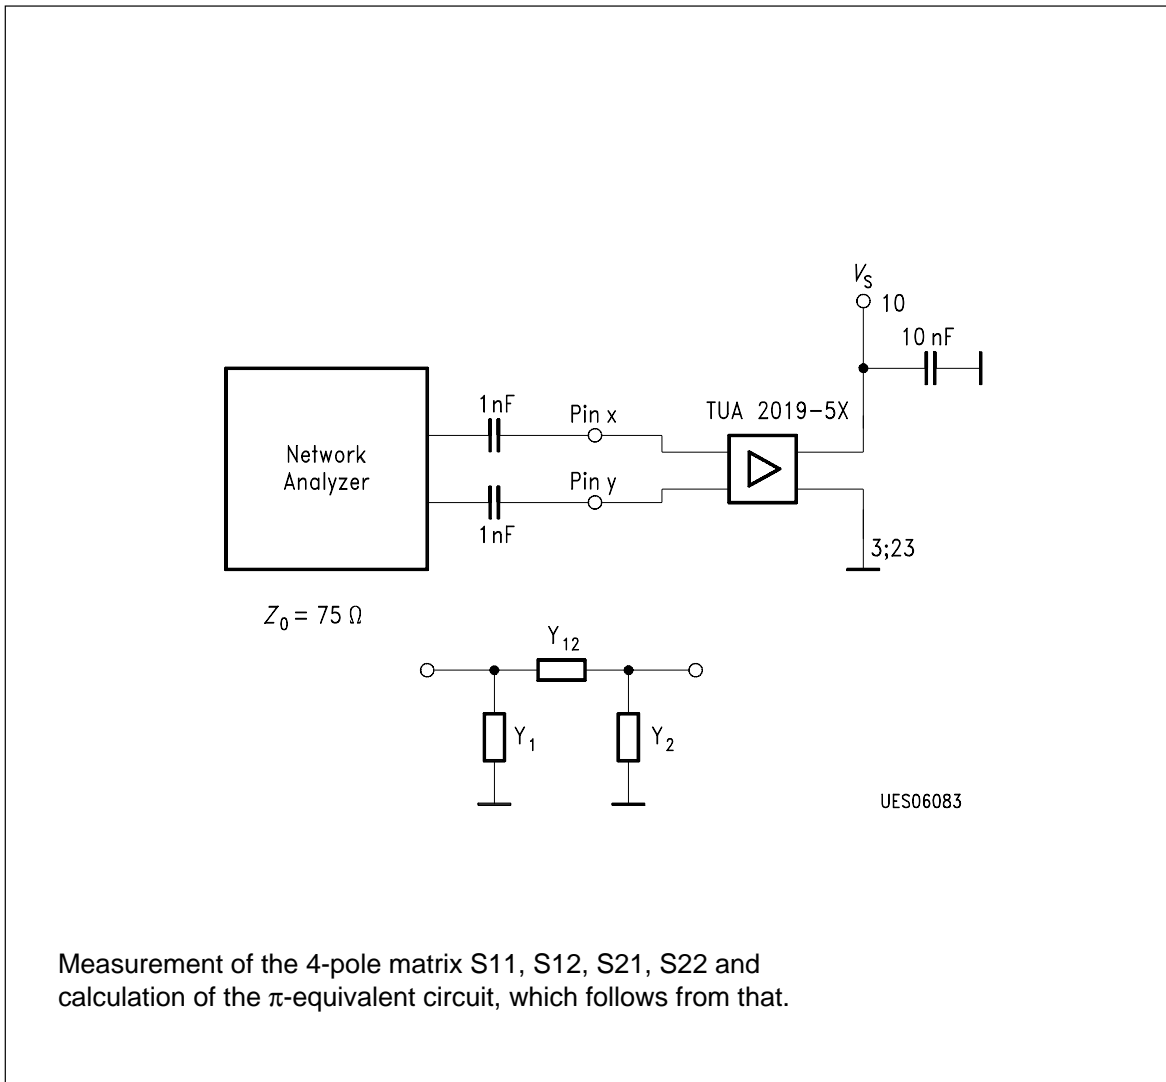 V_S
10
10 nF
TUA 2019-5X
1nF
Pin x
Network
Analyzer
Pin y
1nF
3;23
Z_0 = 75 Ω
Y_12
Y_1
Y_2
UES06083
Measurement of the 4-pole matrix S11, S12, S21, S22 and
calculation of the π-equivalent circuit, which follows from that.